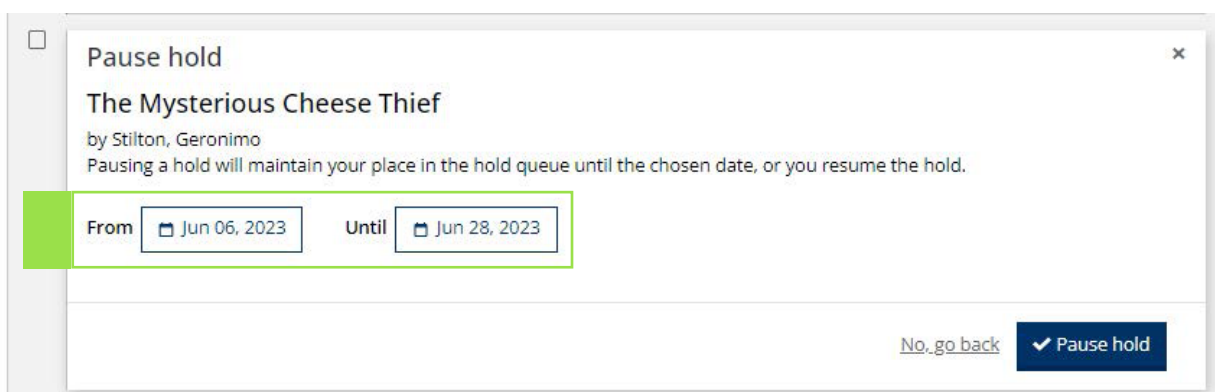 Pause hold
×
The Mysterious Cheese Thief
by Stilton, Geronimo
Pausing a hold will maintain your place in the hold queue until the chosen date, or you resume the hold.
From Jun 06, 2023 Until Jun 28, 2023
No, go back ✔ Pause hold